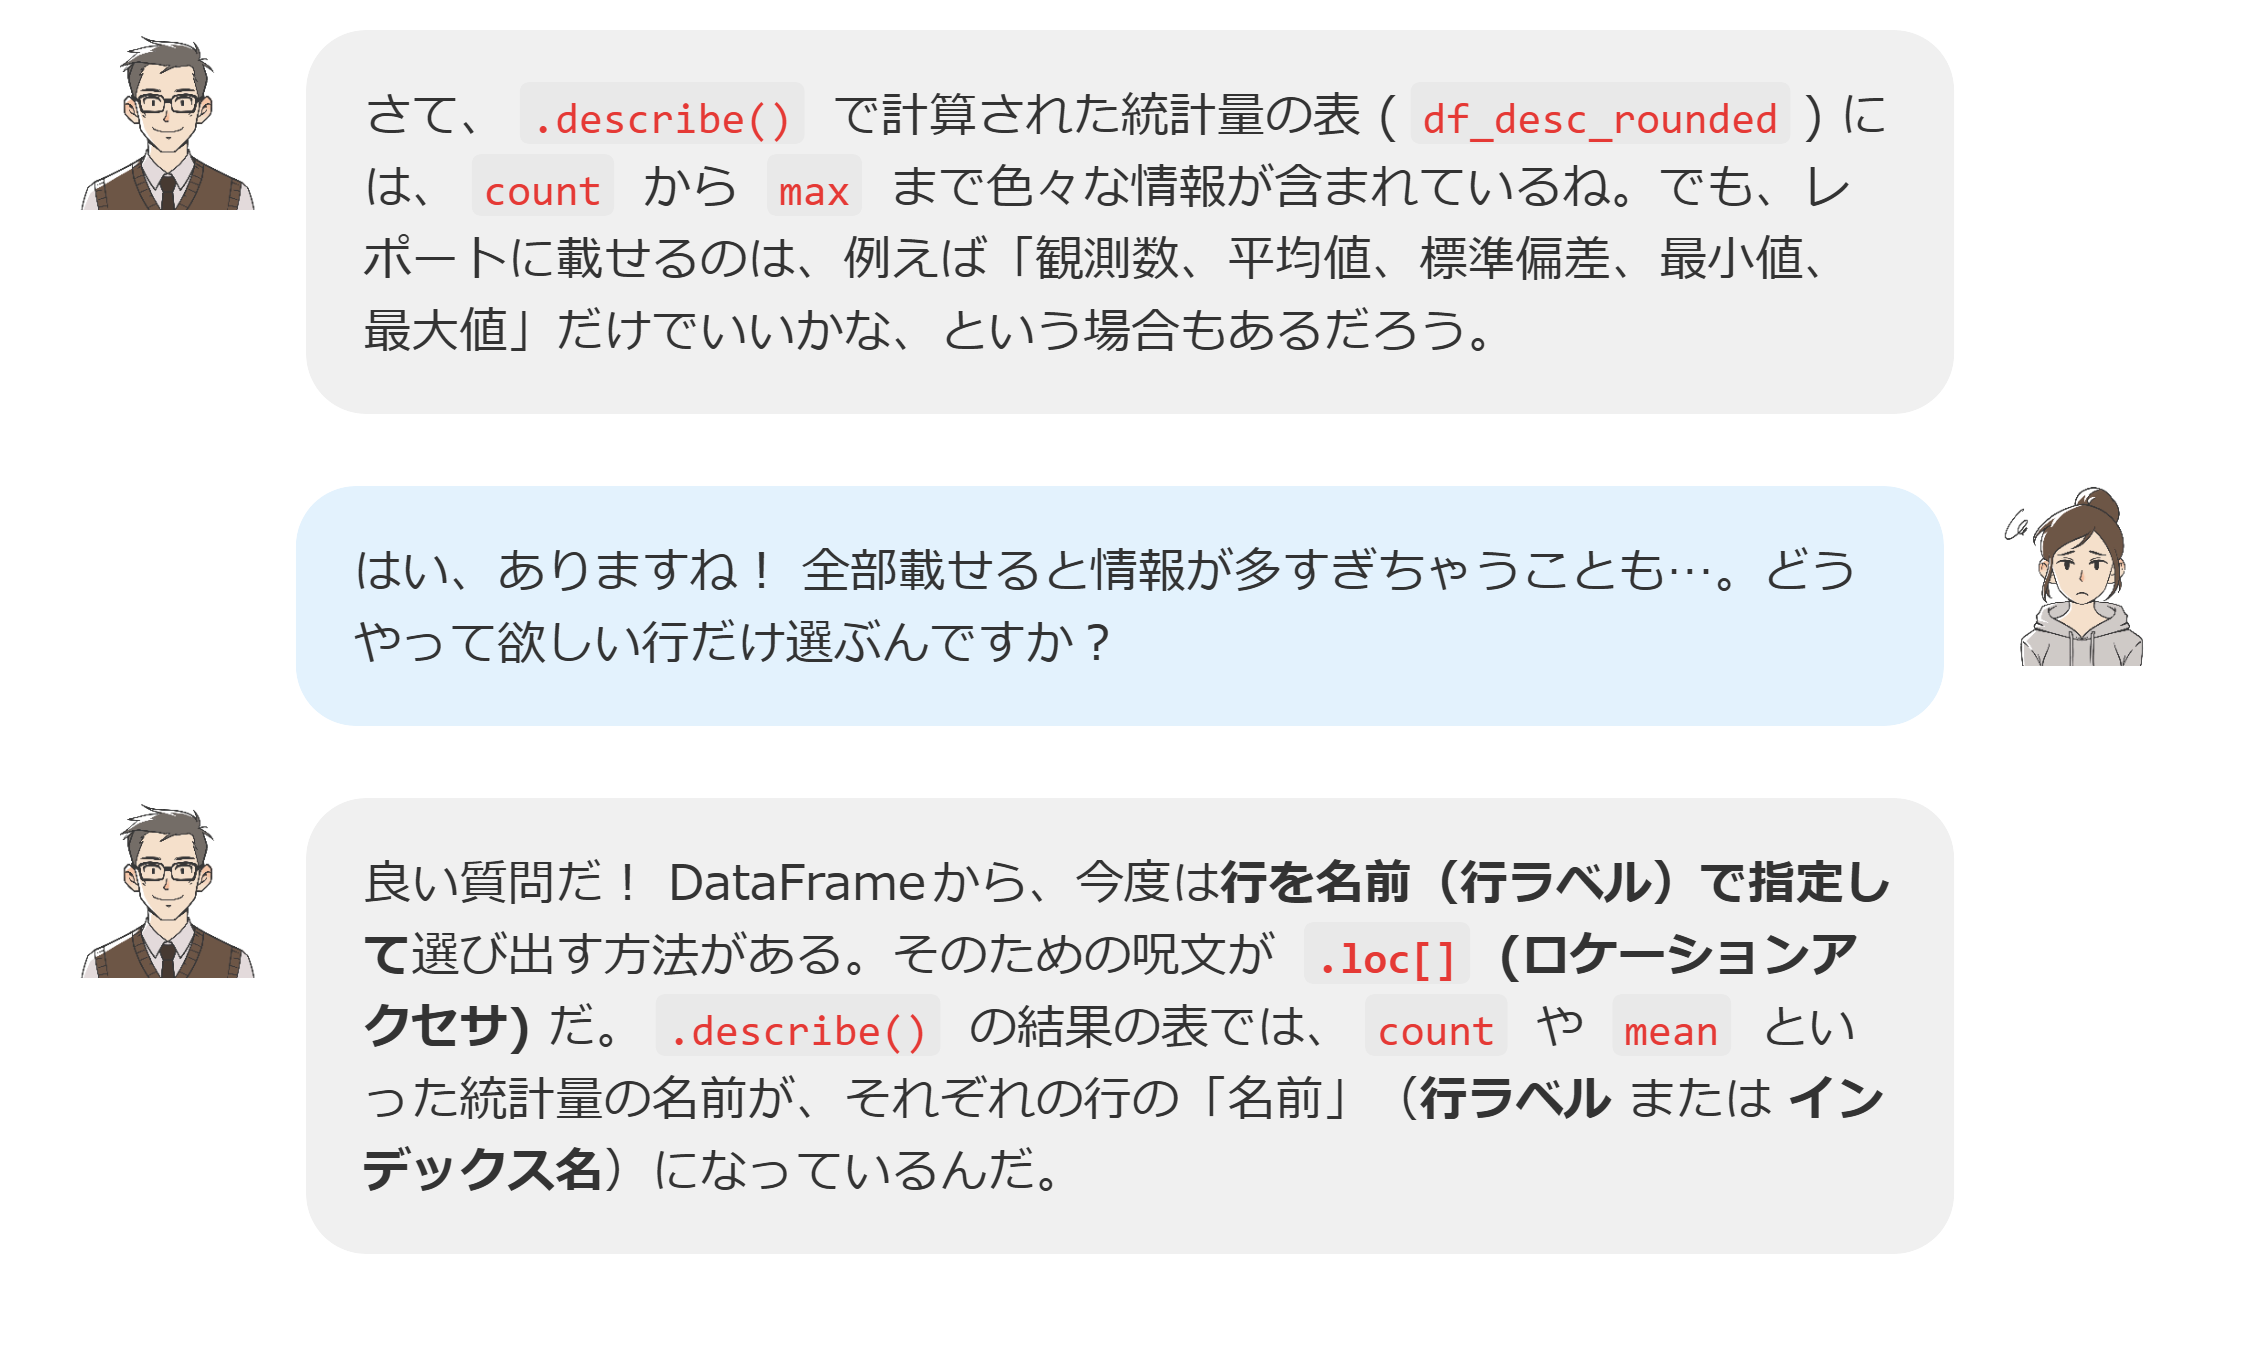 さて、 .describe() で計算された統計量の表 ( df_desc_rounded ) に
は、 count から max まで色々な情報が含まれているね。でも、レ
ポートに載せるのは、例えば「観測数、平均値、標準偏差、最小値、
最大値」だけでいいかな、という場合もあるだろう。
はい、ありますね！ 全部載せると情報が多すぎちゃうことも…。どう
やって欲しい行だけ選ぶんですか？
良い質問だ！ DataFrameから、今度は行を名前（行ラベル）で指定し
て選び出す方法がある。そのための呪文が .loc[] (ロケーションア
クセサ) だ。 .describe() の結果の表では、 count や mean とい
った統計量の名前が、それぞれの行の「名前」（行ラベル または イン
デックス名）になっているんだ。